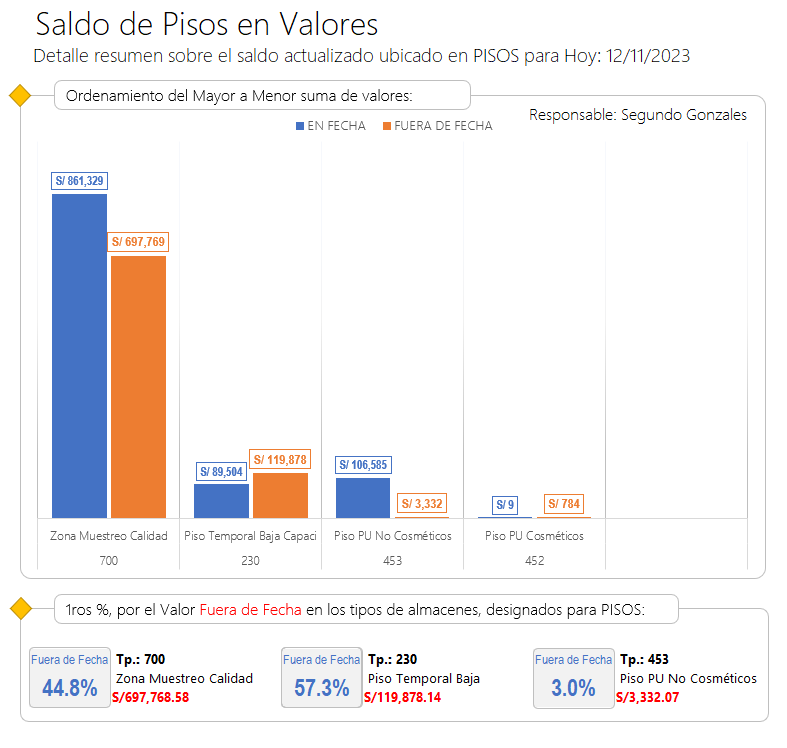 Saldo de Pisos en Valores
Detalle resumen sobre el saldo actualizado ubicado en PISOS para Hoy: 12/11/2023
Ordenamiento del Mayor a Menor suma de valores:
Responsable: Segundo Gonzales
EN FECHA FUERA DE FECHA
S/ 861,329
S/ 697,769
S/ 89,504
S/ 119,878
S/ 106,585
S/ 3,332
S/ 9
S/ 784
Zona Muestreo Calidad Piso Temporal Baja Capaci Piso PU No Cosméticos Piso PU Cosméticos
700 230 453 452
1ros %, por el Valor Fuera de Fecha en los tipos de almacenes, designados para PISOS:
Fuera de Fecha
44.8%
Tp.: 700
Zona Muestreo Calidad
S/697,768.58
Fuera de Fecha
57.3%
Tp.: 230
Piso Temporal Baja
S/119,878.14
Fuera de Fecha
3.0%
Tp.: 453
Piso PU No Cosméticos
S/3,332.07